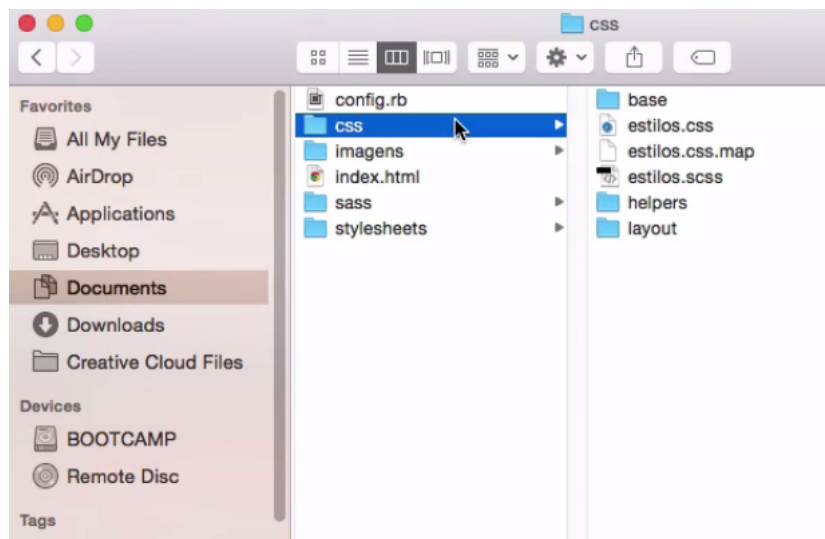 css
Favorites
All My Files
AirDrop
Applications
Desktop
Documents
Downloads
Creative Cloud Files
Devices
BOOTCAMP
Remote Disc
Tags
config.rb
css
imagens
index.html
sass
stylesheets
base
estilos.css
estilos.css.map
estilos.scss
helpers
layout